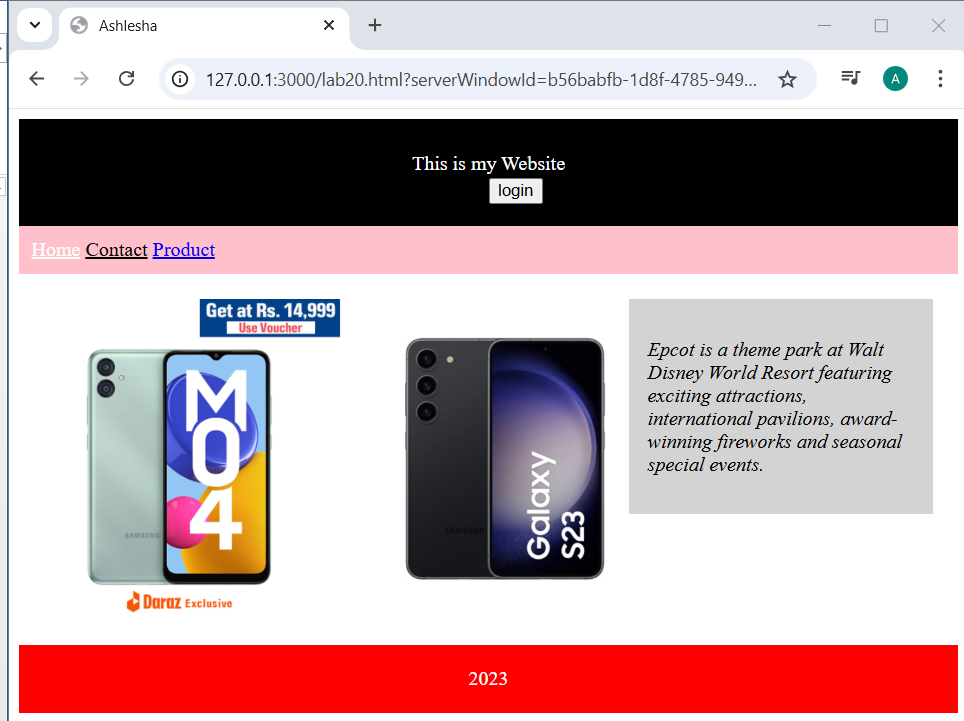 Ashlesha
127.0.0.1:3000/lab20.html?serverWindowId=b56babfb-1d8f-4785-949...
A
This is my Website
login
Home Contact Product
Get at Rs. 14,999
Use Voucher
M04
SAMSUNG
Daraz Exclusive
SAMSUNG
Galaxy
S23
Epcot is a theme park at Walt
Disney World Resort featuring
exciting attractions,
international pavilions, award-
winning fireworks and seasonal
special events.
2023